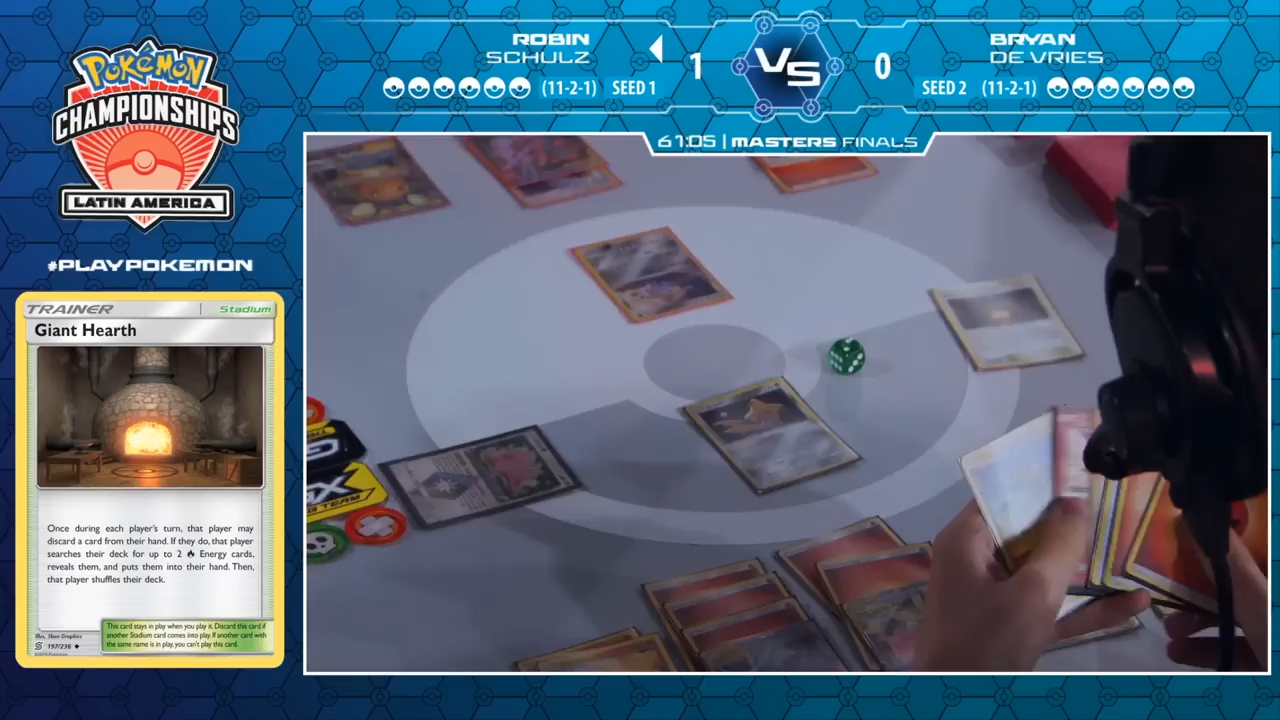 POKÉMON
CHAMPIONSHIPS
LATIN AMERICA
#PLAYPOKEMON
ROBIN
SCHULZ
(11-2-1) SEED 1
1
VS
0
BRYAN
DE VRIES
SEED 2 (11-2-1)
61:05 | MASTERS FINALS
TRAINER Stadium
Giant Hearth
Once during each player's turn, that player may
discard a card from their hand. If they do, that player
searches their deck for up to 2 Energy cards,
reveals them, and puts them into their hand. Then,
that player shuffles their deck.
This card stays in play when you play it. Discard this card if
another Stadium card comes into play. If another card with
the same name is in play, you can't play this card.
Illus. Sben Graphics
197/236